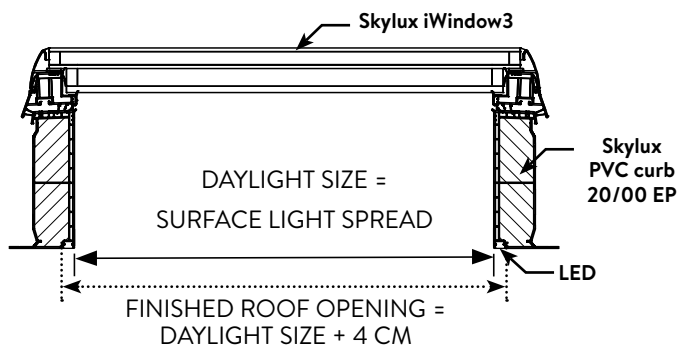 Skylux iWindow3
Skylux
PVC curb
20/00 EP
DAYLIGHT SIZE =
SURFACE LIGHT SPREAD
LED
FINISHED ROOF OPENING =
DAYLIGHT SIZE + 4 CM